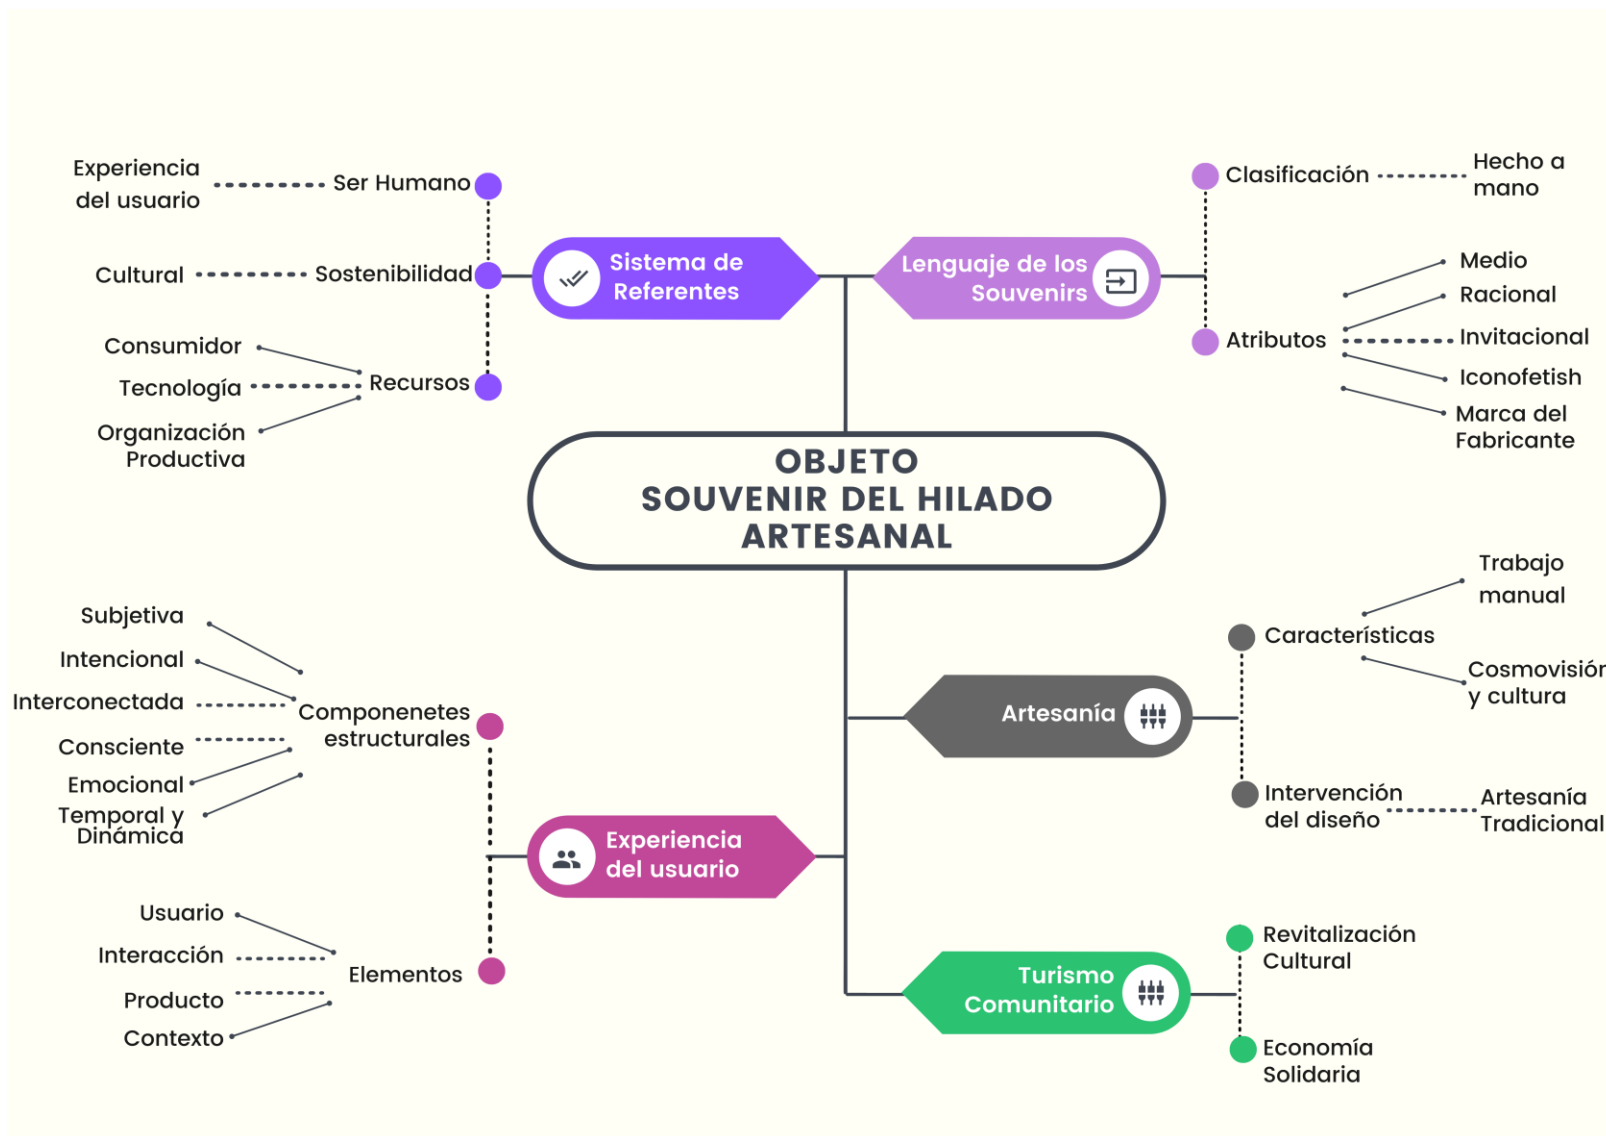 Experiencia
del usuario
Ser Humano
Cultural
Sostenibilidad
Consumidor
Tecnología
Organización
Productiva
Recursos
Sistema de
Referentes
Lenguaje de los
Souvenirs
Clasificación
Hecho a
mano
Atributos
Medio
Racional
Invitacional
Iconofetish
Marca del
Fabricante
OBJETO
SOUVENIR DEL HILADO
ARTESANAL
Subjetiva
Intencional
Interconectada
Consciente
Emocional
Temporal y
Dinámica
Componenetes
estructurales
Experiencia
del usuario
Usuario
Interacción
Producto
Contexto
Elementos
Artesanía
Características
Trabajo
manual
Cosmovisión
y cultura
Intervención
del diseño
Artesanía
Tradicional
Turismo
Comunitario
Revitalización
Cultural
Economía
Solidaria